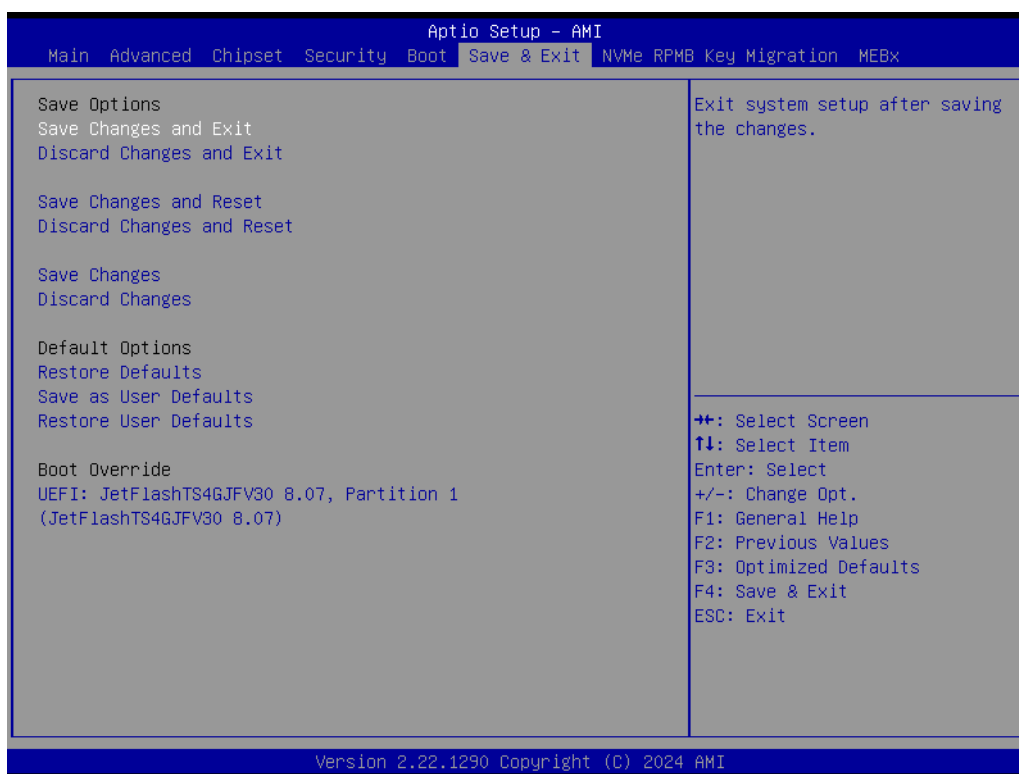 Aptio Setup – AMI
Main Advanced Chipset Security Boot Save & Exit NVMe RPMB Key Migration MEBx
Save Options
Save Changes and Exit
Discard Changes and Exit
Save Changes and Reset
Discard Changes and Reset
Save Changes
Discard Changes
Default Options
Restore Defaults
Save as User Defaults
Restore User Defaults
Boot Override
UEFI: JetFlashTS4GJFV30 8.07, Partition 1
(JetFlashTS4GJFV30 8.07)
Exit system setup after saving
the changes.
→←: Select Screen
↑↓: Select Item
Enter: Select
+/-: Change Opt.
F1: General Help
F2: Previous Values
F3: Optimized Defaults
F4: Save & Exit
ESC: Exit
Version 2.22.1290 Copyright (C) 2024 AMI